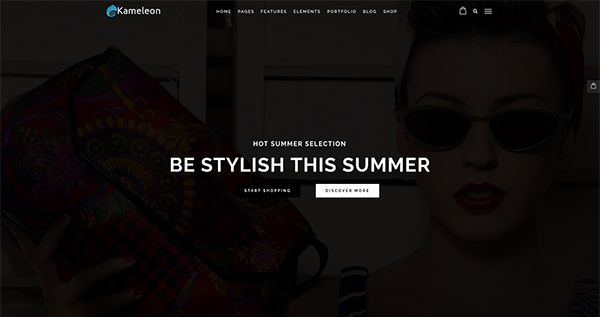 Kameleon
HOME PAGES FEATURES ELEMENTS PORTFOLIO BLOG SHOP
HOT SUMMER SELECTION
BE STYLISH THIS SUMMER
START SHOPPING DISCOVER MORE